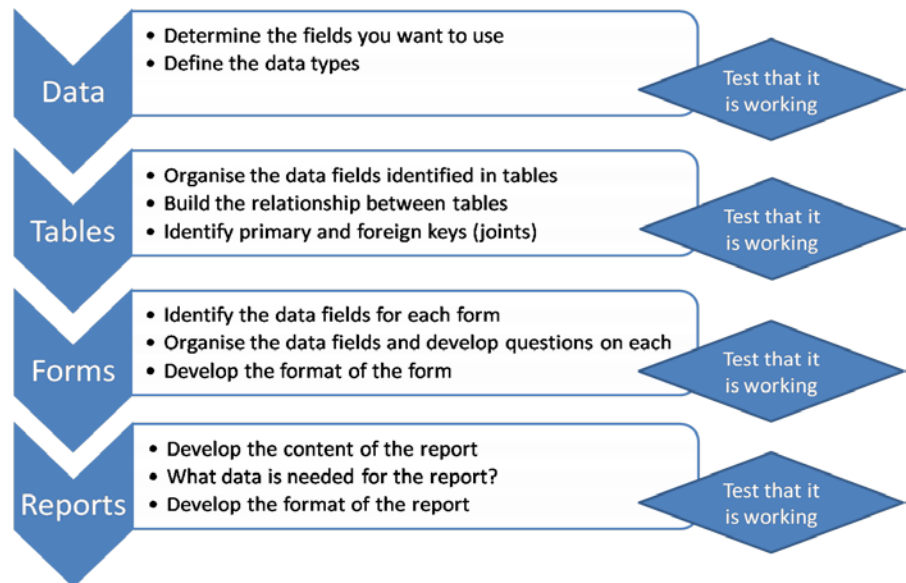 Data
• Determine the fields you want to use
• Define the data types
Test that it
is working
Tables
• Organise the data fields identified in tables
• Build the relationship between tables
• Identify primary and foreign keys (joints)
Test that it
is working
Forms
• Identify the data fields for each form
• Organise the data fields and develop questions on each
• Develop the format of the form
Test that it
is working
Reports
• Develop the content of the report
• What data is needed for the report?
• Develop the format of the report
Test that it
is working